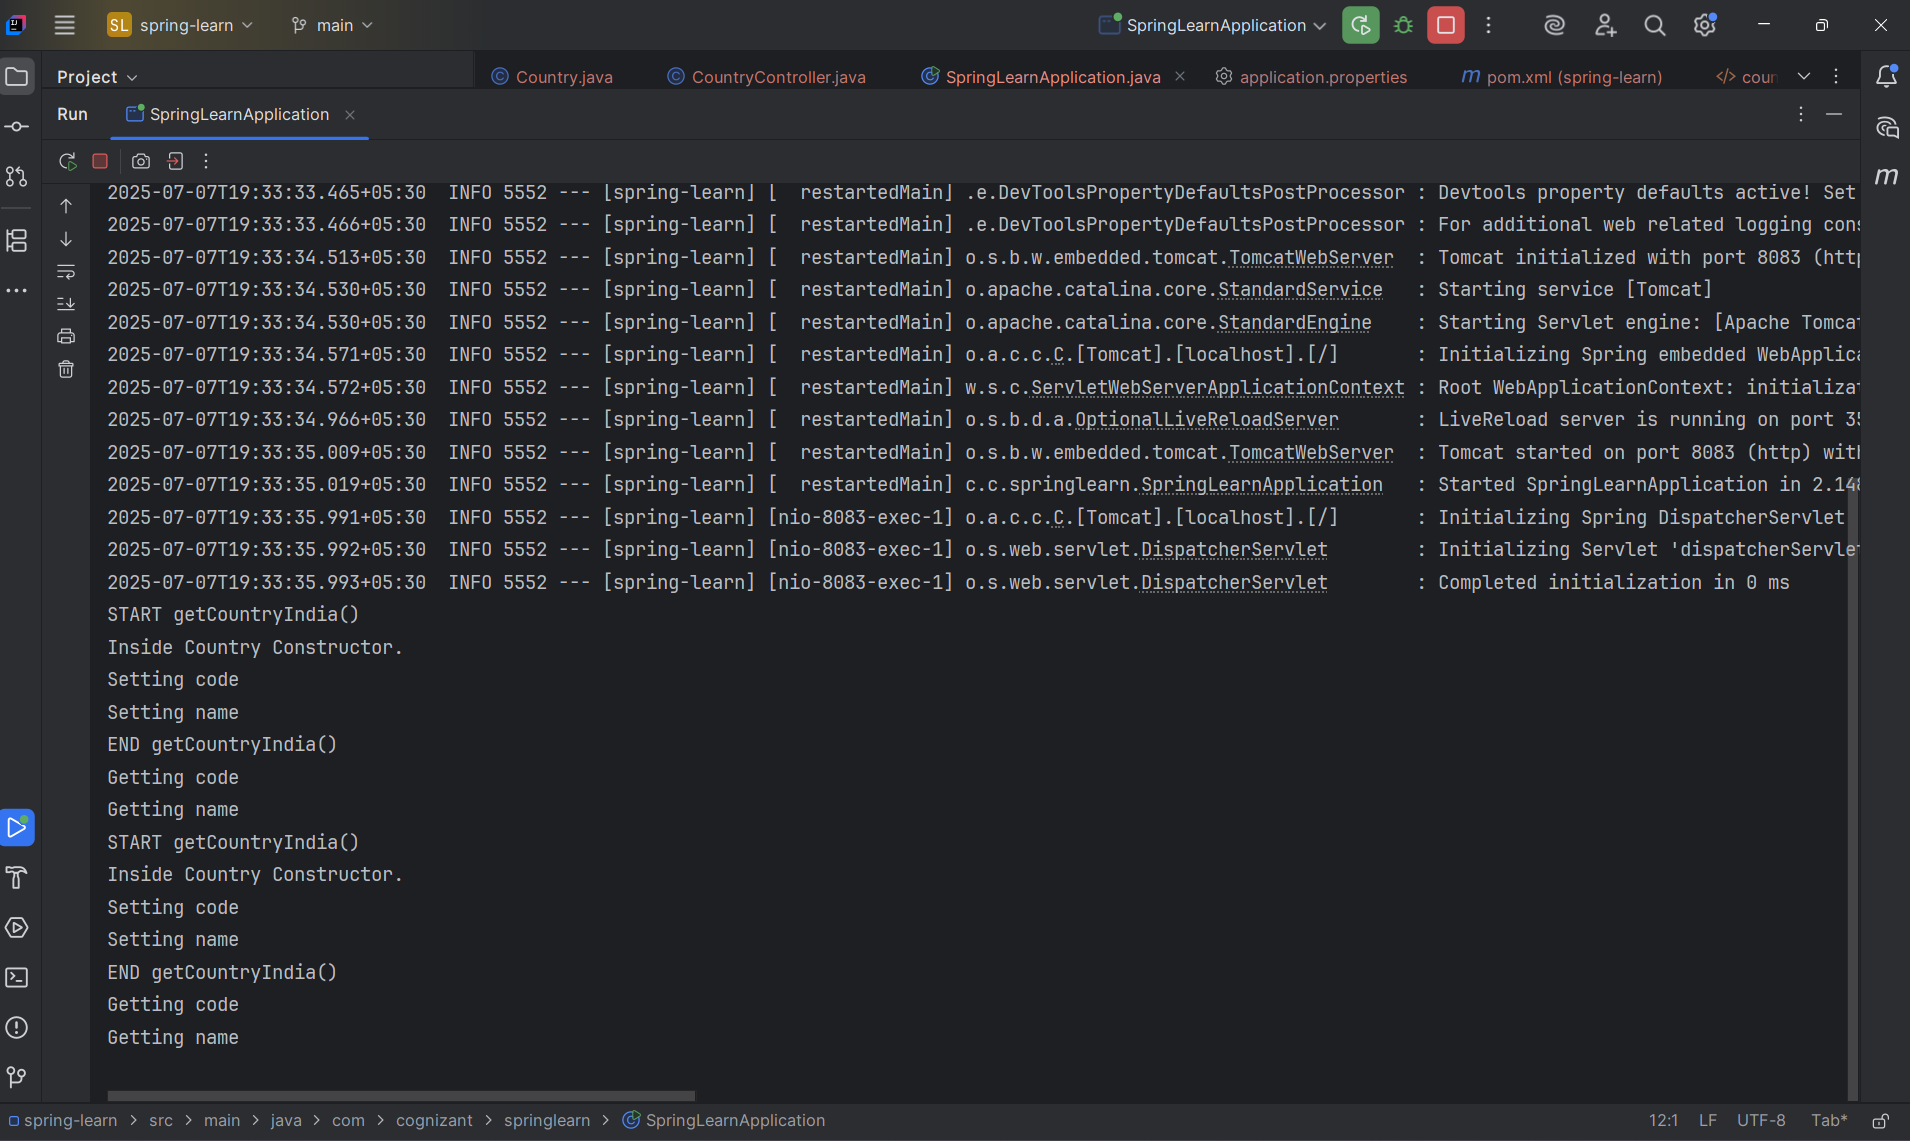 SL spring-learn main SpringLearnApplication
Project Country.java CountryController.java SpringLearnApplication.java application.properties m pom.xml (spring-learn) </> coun
Run SpringLearnApplication
m
2025-07-07T19:33:33.465+05:30 INFO 5552 --- [spring-learn] [ restartedMain] .e.DevToolsPropertyDefaultsPostProcessor : Devtools property defaults active! Set
2025-07-07T19:33:33.466+05:30 INFO 5552 --- [spring-learn] [ restartedMain] .e.DevToolsPropertyDefaultsPostProcessor : For additional web related logging cons
2025-07-07T19:33:34.513+05:30 INFO 5552 --- [spring-learn] [ restartedMain] o.s.b.w.embedded.tomcat.TomcatWebServer : Tomcat initialized with port 8083 (http
2025-07-07T19:33:34.530+05:30 INFO 5552 --- [spring-learn] [ restartedMain] o.apache.catalina.core.StandardService : Starting service [Tomcat]
2025-07-07T19:33:34.530+05:30 INFO 5552 --- [spring-learn] [ restartedMain] o.apache.catalina.core.StandardEngine : Starting Servlet engine: [Apache Tomcat
2025-07-07T19:33:34.571+05:30 INFO 5552 --- [spring-learn] [ restartedMain] o.a.c.c.C.[Tomcat].[localhost].[/] : Initializing Spring embedded WebApplica
2025-07-07T19:33:34.572+05:30 INFO 5552 --- [spring-learn] [ restartedMain] w.s.c.ServletWebServerApplicationContext : Root WebApplicationContext: initializat
2025-07-07T19:33:34.966+05:30 INFO 5552 --- [spring-learn] [ restartedMain] o.s.b.d.a.OptionalLiveReloadServer : LiveReload server is running on port 35
2025-07-07T19:33:35.009+05:30 INFO 5552 --- [spring-learn] [ restartedMain] o.s.b.w.embedded.tomcat.TomcatWebServer : Tomcat started on port 8083 (http) with
2025-07-07T19:33:35.019+05:30 INFO 5552 --- [spring-learn] [ restartedMain] c.c.springlearn.SpringLearnApplication : Started SpringLearnApplication in 2.148
2025-07-07T19:33:35.991+05:30 INFO 5552 --- [spring-learn] [nio-8083-exec-1] o.a.c.c.C.[Tomcat].[localhost].[/] : Initializing Spring DispatcherServlet
2025-07-07T19:33:35.992+05:30 INFO 5552 --- [spring-learn] [nio-8083-exec-1] o.s.web.servlet.DispatcherServlet : Initializing Servlet 'dispatcherServlet
2025-07-07T19:33:35.993+05:30 INFO 5552 --- [spring-learn] [nio-8083-exec-1] o.s.web.servlet.DispatcherServlet : Completed initialization in 0 ms
START getCountryIndia()
Inside Country Constructor.
Setting code
Setting name
END getCountryIndia()
Getting code
Getting name
START getCountryIndia()
Inside Country Constructor.
Setting code
Setting name
END getCountryIndia()
Getting code
Getting name
spring-learn > src > main > java > com > cognizant > springlearn > SpringLearnApplication 12:1 LF UTF-8 Tab*